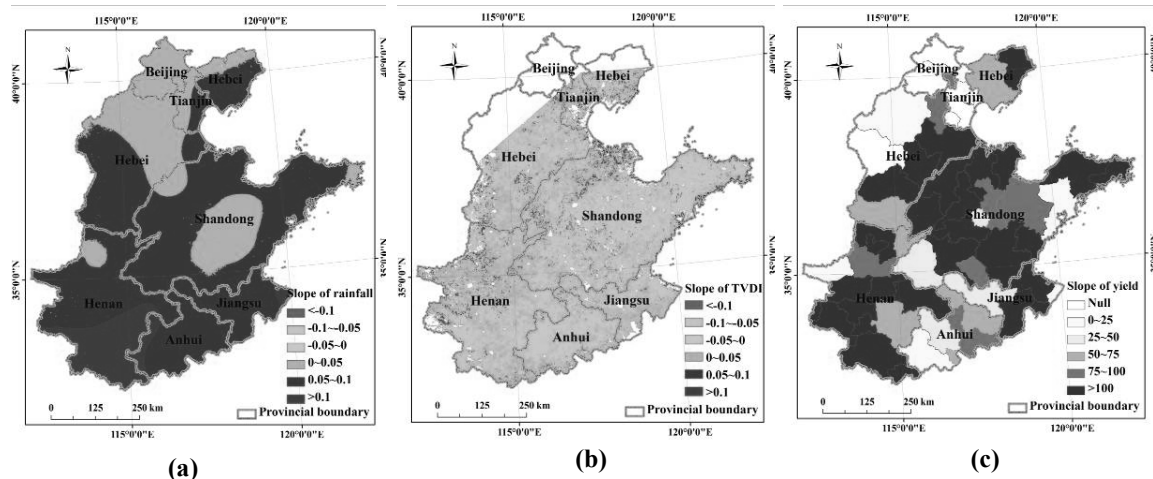 115°0'0"E
120°0'0"E
N
Beijing
Hebei
Tianjin
Hebei
Shandong
Henan
Jiangsu
Anhui
40°0'0"N
35°0'0"N
Slope of rainfall
<-0.1
-0.1~-0.05
-0.05~0
0~0.05
0.05~0.1
>0.1
Provincial boundary
0 125 250 km
115°0'0"E
120°0'0"E
(a)
115°0'0"E
120°0'0"E
N
Beijing
Hebei
Tianjin
Hebei
Shandong
Henan
Jiangsu
Anhui
40°0'0"N
35°0'0"N
Slope of TVDI
<-0.1
-0.1~-0.05
-0.05~0
0~0.05
0.05~0.1
>0.1
Provincial boundary
0 125 250 km
115°0'0"E
120°0'0"E
(b)
115°0'0"E
120°0'0"E
N
Beijing
Hebei
Tianjin
Hebei
Shandong
Henan
Jiangsu
Anhui
40°0'0"N
35°0'0"N
Slope of yield
Null
0~25
25~50
50~75
75~100
>100
Provincial boundary
0 125 250 km
115°0'0"E
120°0'0"E
(c)